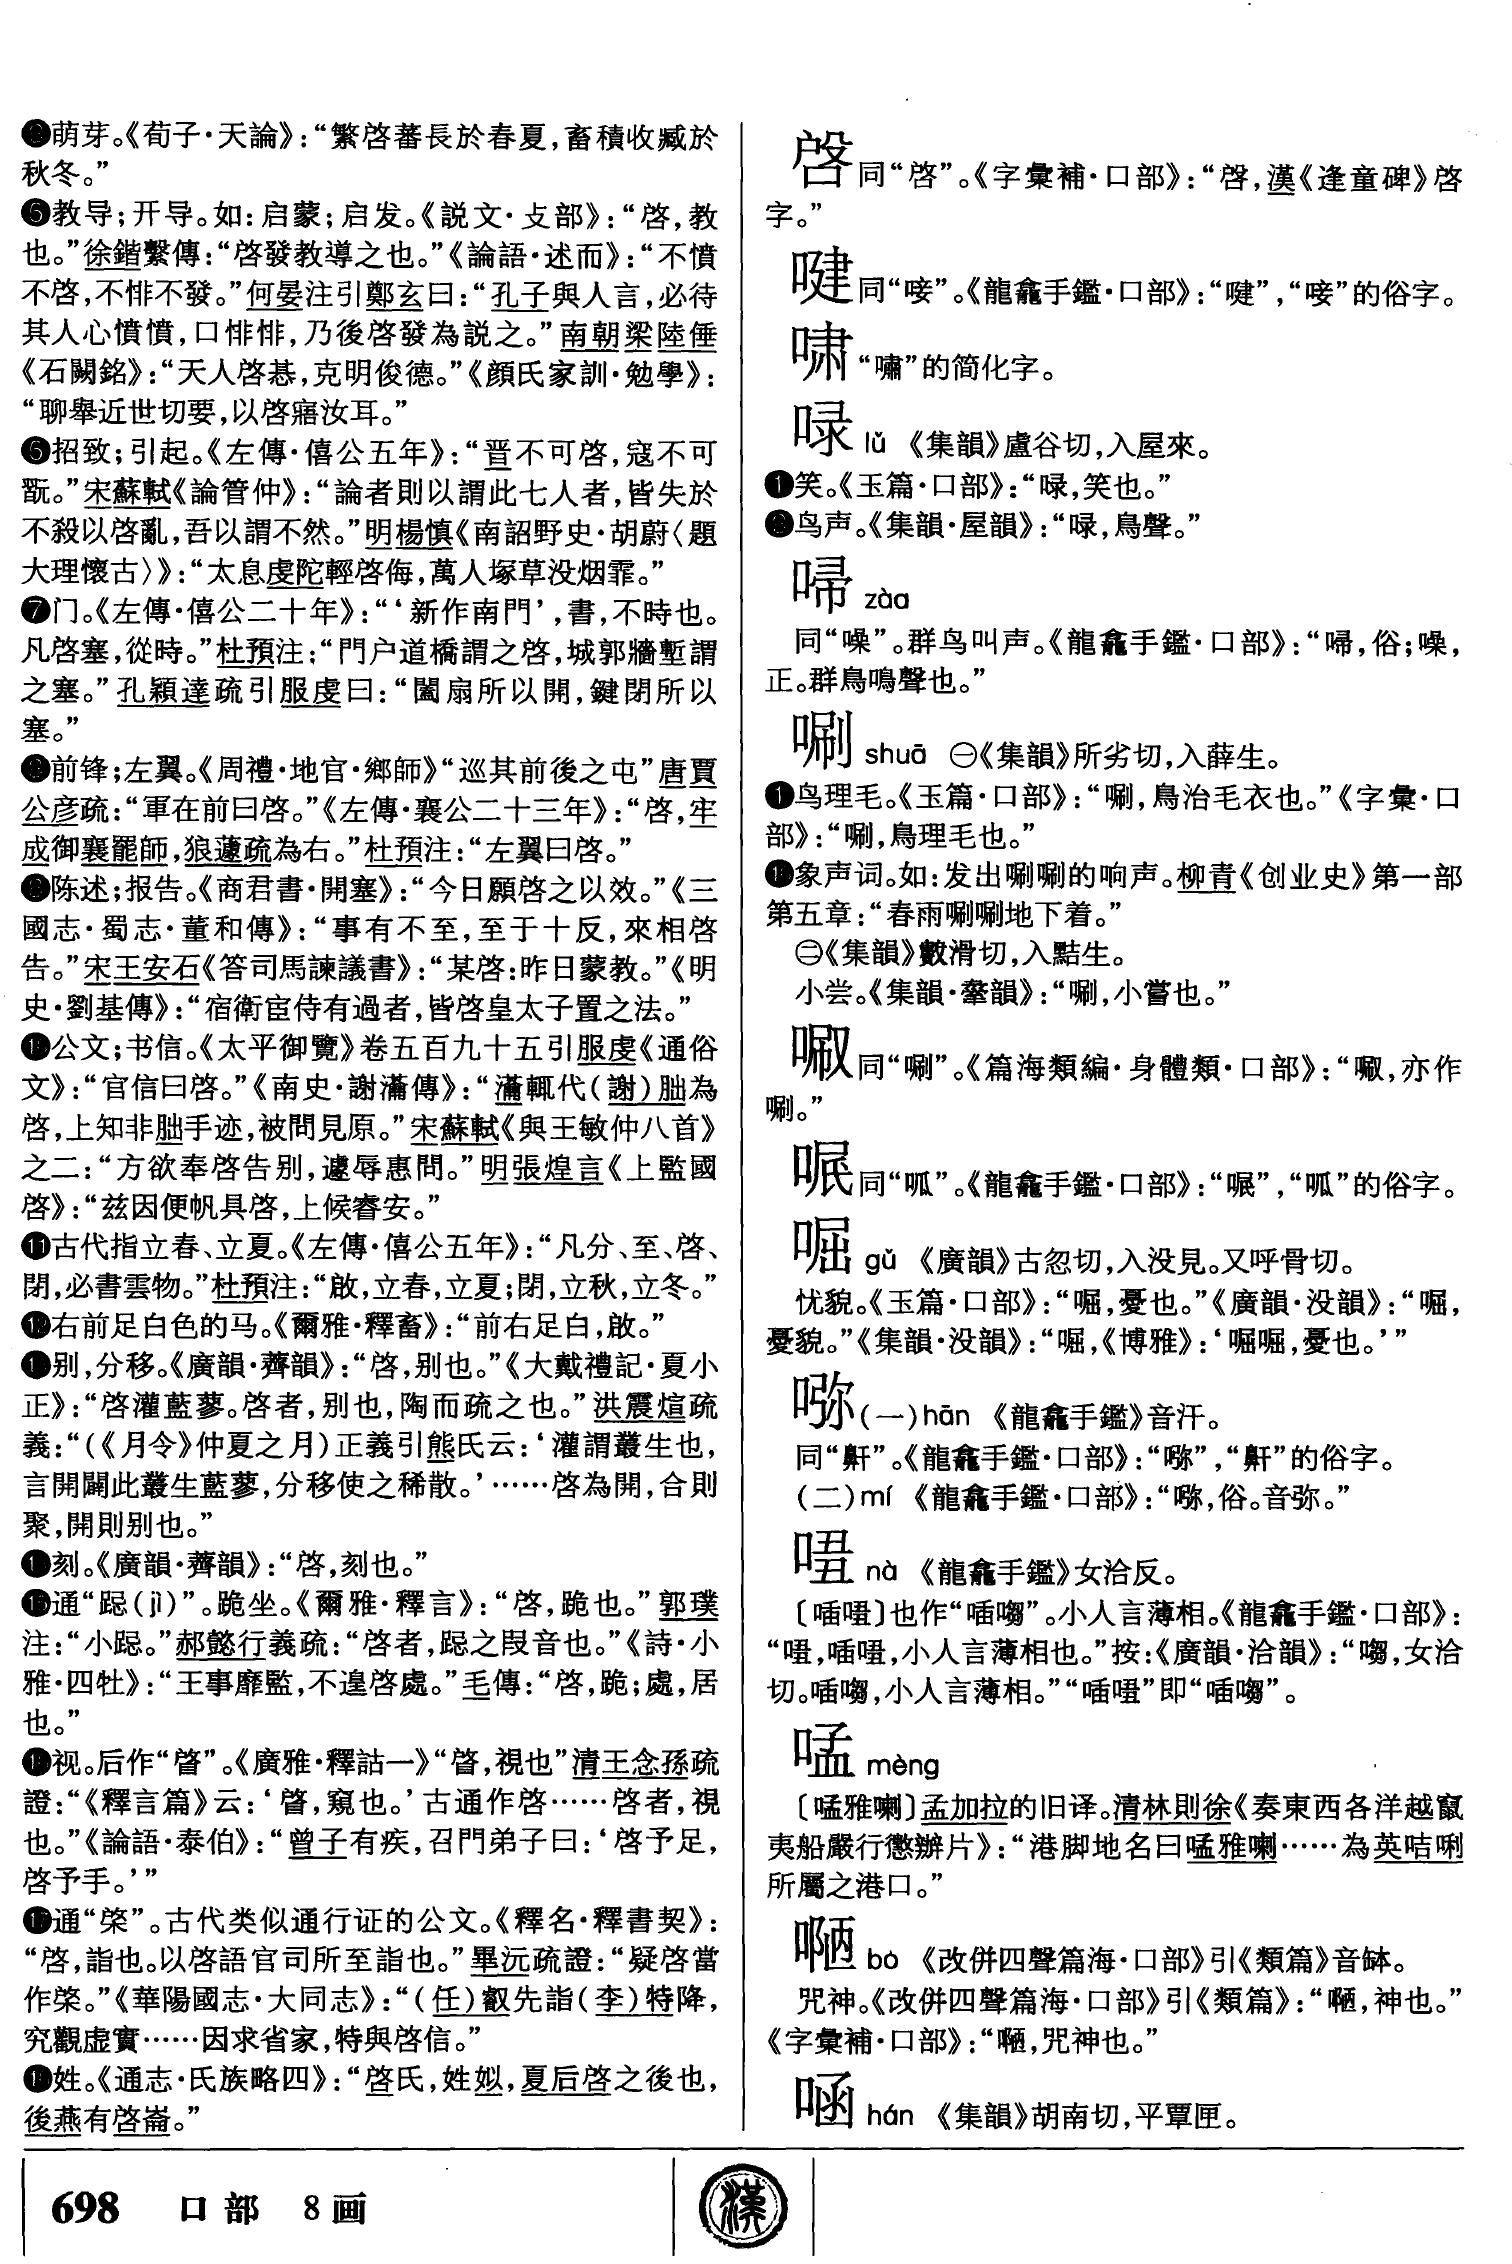 萌芽。《荀子·天論》：“繁啓蕃長於春夏，畜積收臧於
秋冬。”
❺教导；开导。如：启蒙；启发。《説文·攴部》：“啓，教
也。”徐鍇繫傳：“啓發教導之也。”《論語·述而》：“不憤
不啓，不悱不發。”何晏注引鄭玄曰：“孔子與人言，必待
其人心憤憤，口悱悱，乃後啓發為説之。”南朝梁陸倕
《石闕銘》：“天人啓惎，克明俊德。”《顔氏家訓·勉學》：
“聊舉近世切要，以啓寤汝耳。”
招致；引起。《左傳·僖公五年》：“晋不可啓，寇不可
翫。”宋蘇軾《論管仲》：“論者則以謂此七人者，皆失於
不殺以啓亂，吾以謂不然。”明楊慎《南詔野史·胡蔚〈題
大理懷古〉》：“太息虔陀輕啓侮，萬人塚草没烟霏。”
❼门。《左傳·僖公二十年》：“‘新作南門’，書，不時也。
凡啓塞，從時。”杜預注：“門户道橋謂之啓，城郭牆塹謂
之塞。”孔穎達疏引服虔曰：“闔扇所以開，鍵閉所以
塞。”
前锋；左翼。《周禮·地官·鄉師》“巡其前後之屯”唐賈
公彦疏：“軍在前曰啓。”《左傳·襄公二十三年》：“啓，牢
成御襄罷師，狼蘧疏為右。”杜預注：“左翼曰啓。”
陈述；报告。《商君書·開塞》：“今日願啓之以效。”《三
國志·蜀志·董和傳》：“事有不至，至于十反，來相啓
告。”宋王安石《答司馬諫議書》：“某啓：昨日蒙教。”《明
史·劉基傳》：“宿衛宦侍有過者，皆啓皇太子置之法。”
公文；书信。《太平御覽》卷五百九十五引服虔《通俗
文》：“官信曰啓。”《南史·謝瀟傳》：“瀟輒代（謝）朏為
啓，上知非朏手迹，被問見原。”宋蘇軾《與王敏仲八首》
之二：“方欲奉啓告别，遽辱惠問。”明張煌言《上監國
啓》：“兹因便帆具啓，上候睿安。”
⓫古代指立春、立夏。《左傳·僖公五年》：“凡分、至、啓、
閉，必書雲物。”杜預注：“啟，立春，立夏；閉，立秋，立冬。”
右前足白色的马。《爾雅·釋畜》：“前右足白，啟。”
别，分移。《廣韻·薺韻》：“啓，别也。”《大戴禮記·夏小
正》：“啓灌藍蓼。啓者，别也，陶而疏之也。”洪震煊疏
義：“（《月令》仲夏之月）正義引熊氏云：‘灌謂叢生也，
言開闢此叢生藍蓼，分移使之稀散。’……啓為開，合則
聚，開則别也。”
刻。《廣韻·薺韻》：“啓，刻也。”
通“跽（jì）”。跪坐。《爾雅·釋言》：“啓，跪也。”郭璞
注：“小跽。”郝懿行義疏：“啓者，跽之叚音也。”《詩·小
雅·四牡》：“王事靡盬，不遑啓處。”毛傳：“啓，跪；處，居
也。”
视。后作“晵”。《廣雅·釋詁一》“晵，視也”清王念孫疏
證：“《釋言篇》云：‘晵，窺也。’古通作啓……啓者，視
也。”《論語·泰伯》：“曾子有疾，召門弟子曰：‘啓予足，
啓予手。’”
通“棨”。古代类似通行证的公文。《釋名·釋書契》：
“啓，詣也。以啓語官司所至詣也。”畢沅疏證：“疑啓當
作棨。”《華陽國志·大同志》：“（任）叡先詣（李）特降，
究觀虚實……因求省家，特與啓信。”
姓。《通志·氏族略四》：“啓氏，姓姒，夏后啓之後也，
後燕有啓崙。”
啔同“啓”。《字彙補·口部》：“啔，漢《逢童碑》啓
字。”
啑同“唼”。《龍龕手鑑·口部》：“啑”，“唼”的俗字。
啸“嘯”的简化字。
㖨 lǜ 《集韻》盧谷切，入屋來。
❶笑。《玉篇·口部》：“㖨，笑也。”
鸟声。《集韻·屋韻》：“㖨，鳥聲。”
㖩 zào
同“噪”。群鸟叫声。《龍龕手鑑·口部》：“㖩，俗；噪，
正。群鳥鳴聲也。”
唰 shuā ㊀《集韻》所劣切，入薛生。
❶鸟理毛。《玉篇·口部》：“唰，鳥治毛衣也。”《字彙·口
部》：“唰，鳥理毛也。”
象声词。如：发出唰唰的响声。柳青《创业史》第一部
第五章：“春雨唰唰地下着。”
㊁《集韻》數滑切，入黠生。
小尝。《集韻·舝韻》：“唰，小嘗也。”
同“唰”。《篇海類編·身體類·口部》：“，亦作
唰。”
同“呱”。《龍龕手鑑·口部》：“”，“呱”的俗字。
啒 gǔ 《廣韻》古忽切，入没見。又呼骨切。
忧貌。《玉篇·口部》：“啒，憂也。”《廣韻·没韻》：“啒，
憂貌。”《集韻·没韻》：“啒，《博雅》：‘啒啒，憂也。’”
㖸（一）hān 《龍龕手鑑》音汗。
同“鼾”。《龍龕手鑑·口部》：“㖸”，“鼾”的俗字。
（二）mí 《龍龕手鑑·口部》：“㖸，俗。音弥。”
nà 《龍龕手鑑》女洽反。
〔〕也作“”。小人言薄相。《龍龕手鑑·口部》：
“，小人言薄相也。”按：《廣韻·洽韻》：“，女洽
切。，小人言薄相。”“”即“”。
㖼 mèng
〔㖼雅喇〕孟加拉的旧译。清林則徐《奏東西各洋越竄
夷船嚴行懲辦片》：“港脚地名曰㖼雅喇……為英咭唎
所屬之港口。”
bó 《改併四聲篇海·口部》引《類篇》音缽。
咒神。《改併四聲篇海·口部》引《類篇》：“，神也。”
《字彙補·口部》：“，咒神也。”
㖤 hán 《集韻》胡南切，平覃匣。
698 口部 8画
漢